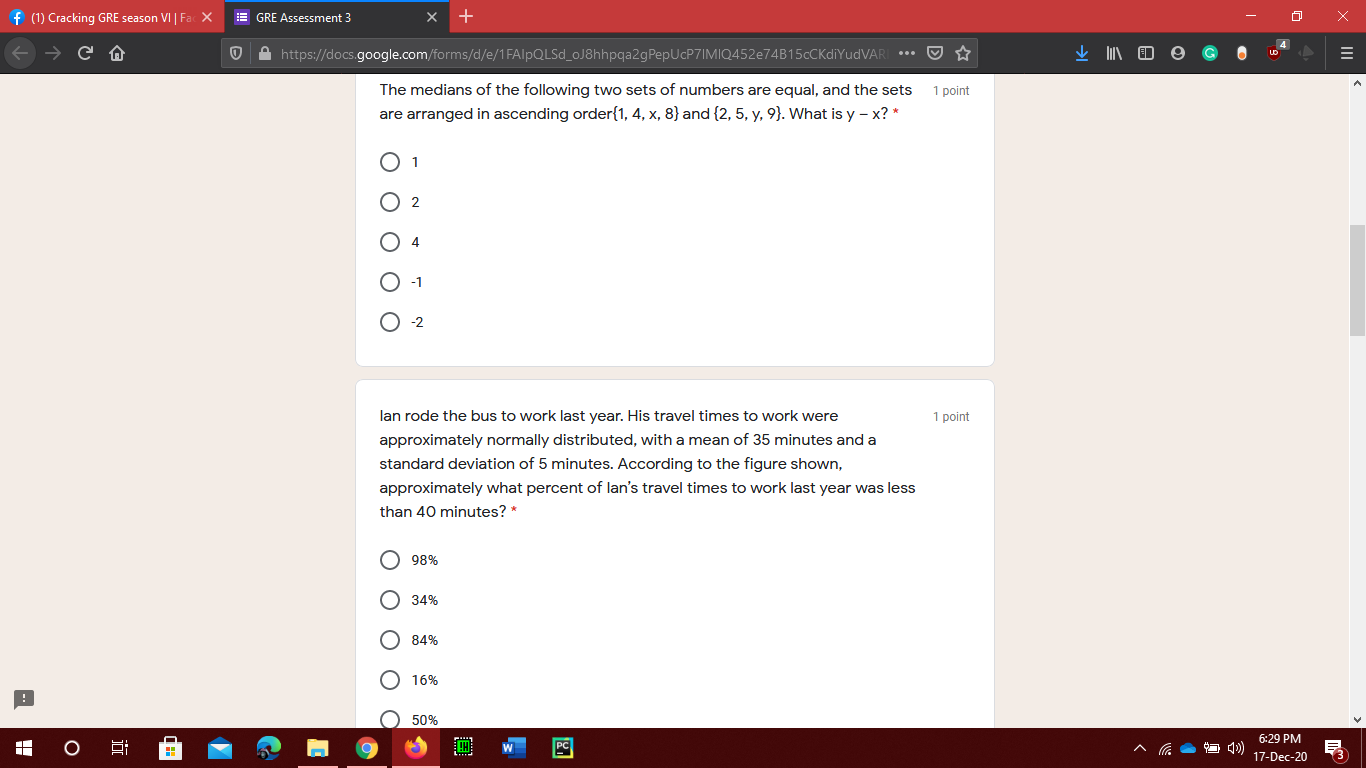 (1) Cracking GRE season VI | Fac
GRE Assessment 3
https://docs.google.com/forms/d/e/1FAIpQLSd_oJ8hhpqa2gPepUcP7IMlQ452e74B15cCKdiYudVAR
4
The medians of the following two sets of numbers are equal, and the sets
are arranged in ascending order{1, 4, x, 8} and {2, 5, y, 9}. What is y – x? *
1 point
1
2
4
-1
-2
Ian rode the bus to work last year. His travel times to work were
approximately normally distributed, with a mean of 35 minutes and a
standard deviation of 5 minutes. According to the figure shown,
approximately what percent of Ian's travel times to work last year was less
than 40 minutes? *
1 point
98%
34%
84%
16%
50%
6:29 PM
17-Dec-20
3